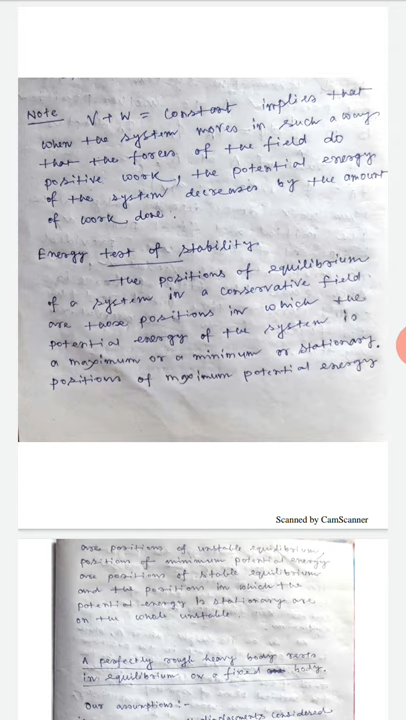 Note V + W = constant implies that
when the system moves in such a way
that the forces of the field do
positive work, the potential energy
of the system decreases by the amount
of work done.
Energy test of stability
The positions of equilibrium
of a system in a conservative field
are those positions in which the
potential energy of the system is
a maximum or a minimum or stationary.
positions of maximum potential energy
Scanned by CamScanner
are positions of unstable equilibrium,
positions of minimum potential energy
are positions of stable equilibrium
and the positions in which the
potential energy is stationary are
on the whole unstable.
A perfectly rough heavy body rests
in equilibrium on a fixed body.
Our assumptions:-
displacements considered